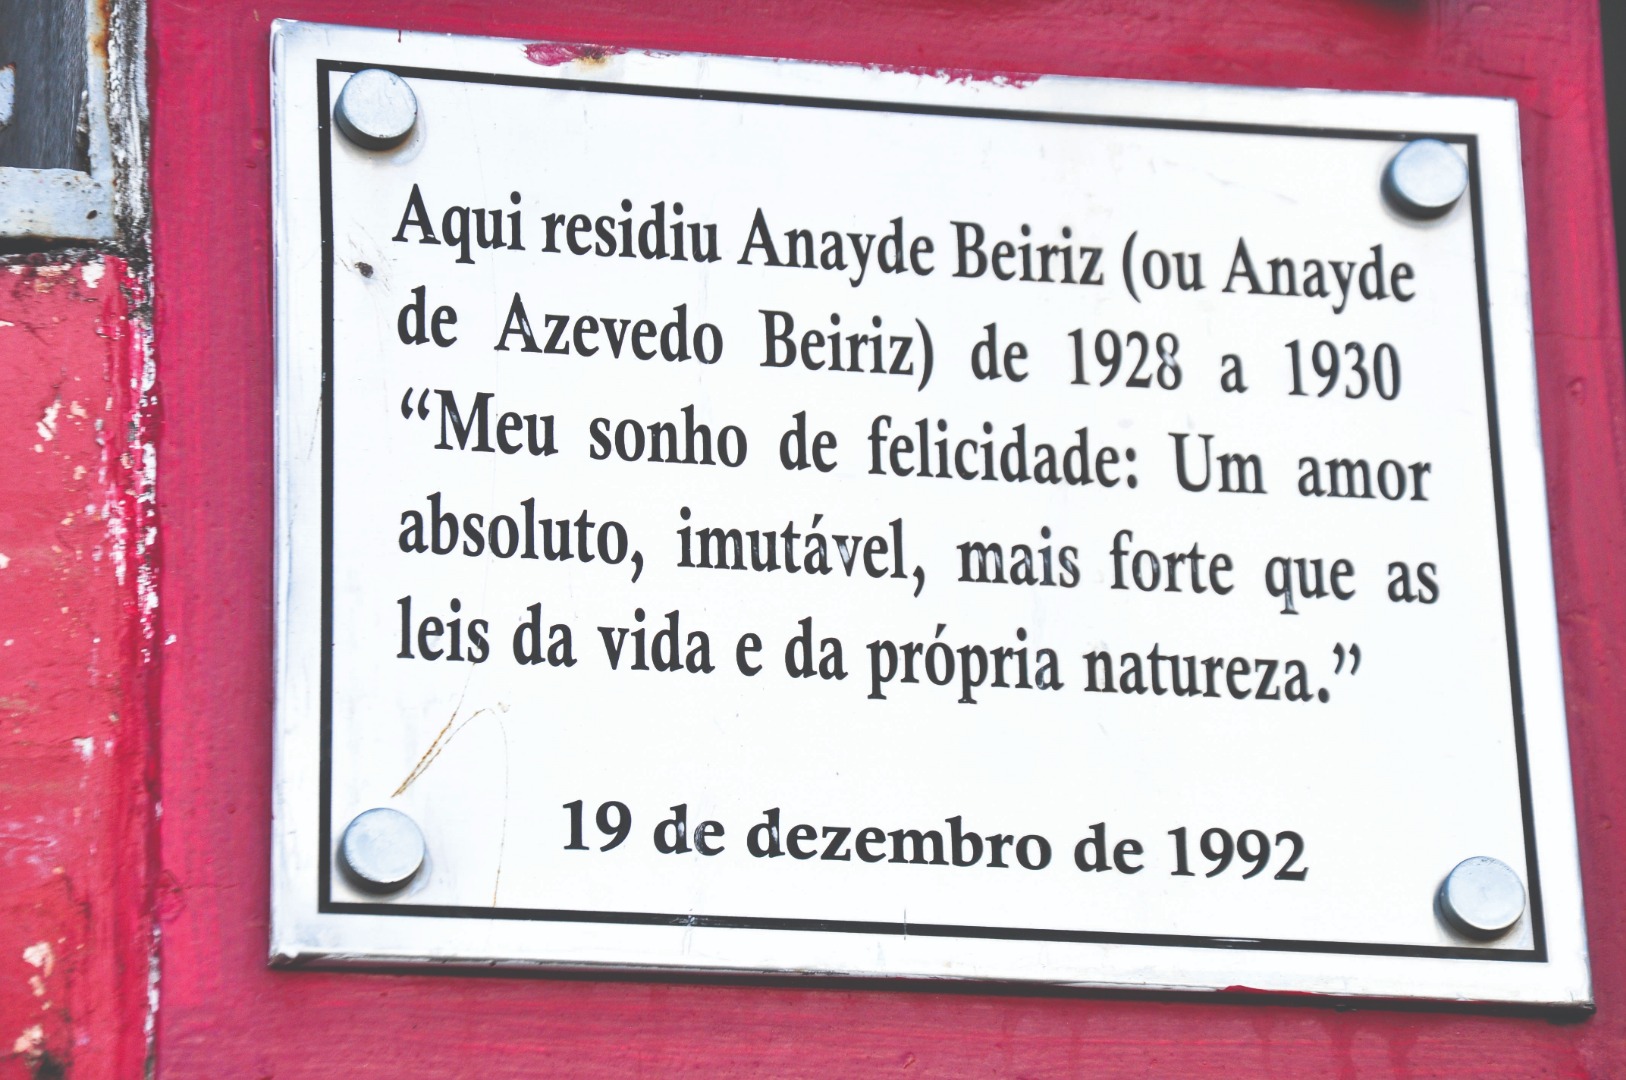 Aqui residiu Anayde Beiriz (ou Anayde
de Azevedo Beiriz) de 1928 a 1930
“Meu sonho de felicidade: Um amor
absoluto, imutável, mais forte que as
leis da vida e da própria natureza.”
19 de dezembro de 1992